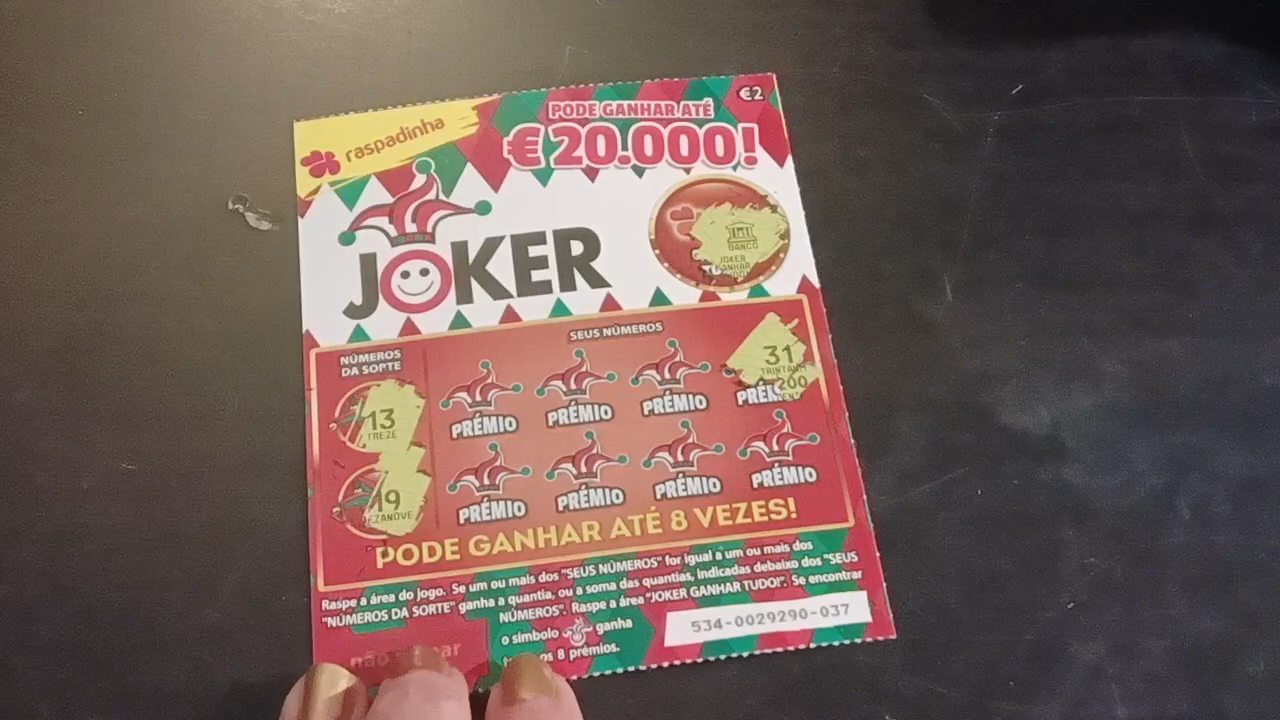 €2
PODE GANHAR ATÉ
€ 20.000!
raspadinha
JOKER
BANCO
JOKER
GANHAR
SEUS NÚMEROS
NÚMEROS
DA SORTE
31
200
PRÉMIO PRÉMIO PRÉMIO
13
TREZE
19
PRÉMIO PRÉMIO PRÉMIO PRÉMIO
PODE GANHAR ATÉ 8 VEZES!
Raspe a área do jogo. Se um ou mais dos "SEUS NÚMEROS" for igual a um ou mais dos
"NÚMEROS DA SORTE" ganha a quantia, ou a soma das quantias, indicadas debaixo dos "SEUS
NÚMEROS". Raspe a área "JOKER GANHAR TUDO!". Se encontrar
o símbolo ganha
os 8 prémios.
534-0029290-037
não